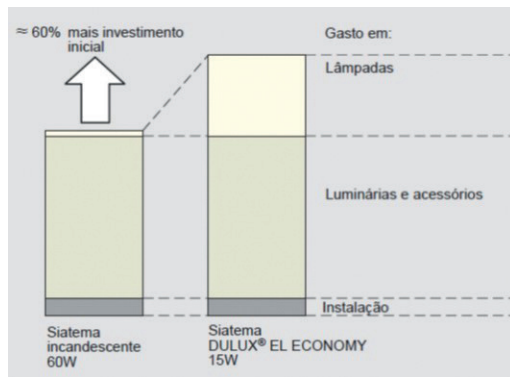 ≈ 60% mais investimento
inicial
Gasto em:
Lâmpadas
Luminárias e acessórios
Instalação
Siatema
incandescente
60W
Siatema
DULUX® EL ECONOMY
15W